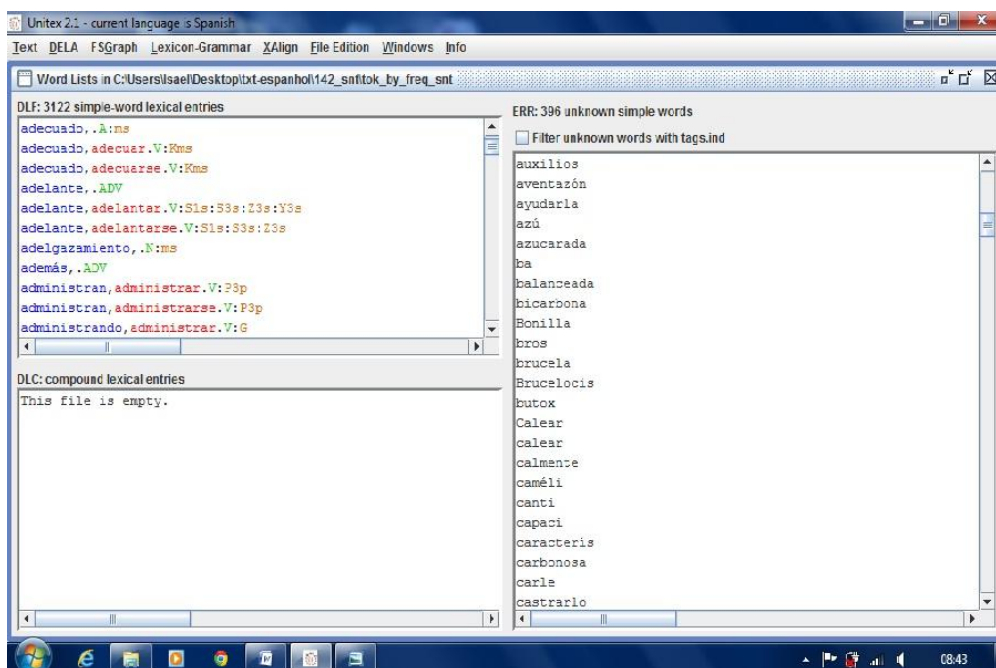 Unitex 2.1 - current language is Spanish
Text DELA FSGraph Lexicon-Grammar XAlign File Edition Windows Info
Word Lists in C:\Users\Isael\Desktop\txt-espanhol\142_snt\tok_by_freq_snt
DLF: 3122 simple-word lexical entries
adecuado,.A:ms
adecuado,adecuar.V:Kms
adecuado,adecuarse.V:Kms
adelante,.ADV
adelante,adelantar.V:S1s:S3s:Z3s:Y3s
adelante,adelantarse.V:S1s:S3s:Z3s
adelgazamiento,.N:ms
además,.ADV
administran,administrar.V:P3p
administran,administrarse.V:P3p
administrando,administrar.V:G
DLC: compound lexical entries
This file is empty.
ERR: 396 unknown simple words
Filter unknown words with tags.ind
auxilios
aventazón
ayudarla
azú
azucarada
ba
balanceada
bicarbona
Bonilla
bros
brucela
Brucelocis
butox
Calear
calear
calmente
caméli
canti
capaci
caracteris
carbonosa
carle
castrarlo
08:43